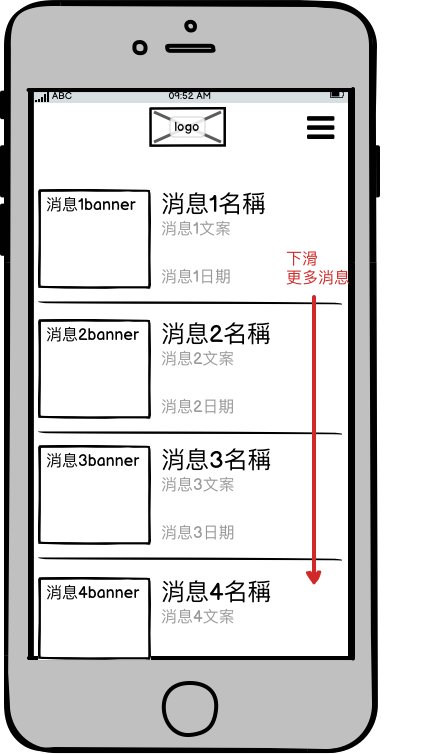 ABC 09:52 AM
logo
消息1banner
消息1名稱
消息1文案
消息1日期
下滑
更多消息
消息2banner
消息2名稱
消息2文案
消息2日期
消息3banner
消息3名稱
消息3文案
消息3日期
消息4banner
消息4名稱
消息4文案